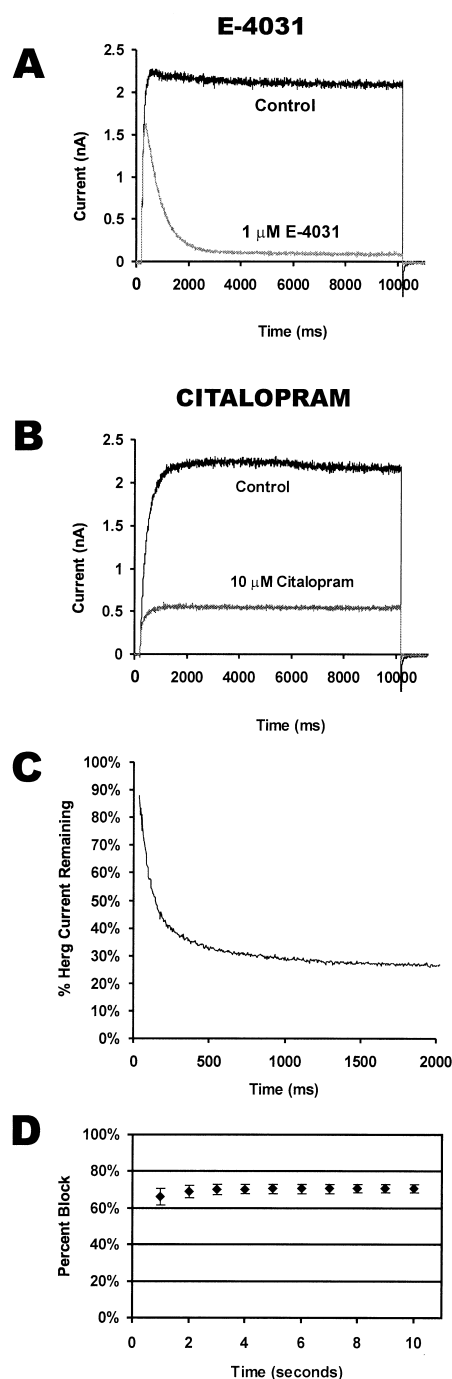 E-4031
A
2.5
2
1.5
1
0.5
0
Current (nA)
Control
1 μM E-4031
0 2000 4000 6000 8000 10000
Time (ms)
CITALOPRAM
B
2.5
2
1.5
1
0.5
0
Current (nA)
Control
10 μM Citalopram
0 2000 4000 6000 8000 10000
Time (ms)
C
100%
90%
80%
70%
60%
50%
40%
30%
20%
10%
0%
% Herg Current Remaining
0 500 1000 1500 2000
Time (ms)
D
100%
80%
60%
40%
20%
0%
Percent Block
0 2 4 6 8 10
Time (seconds)